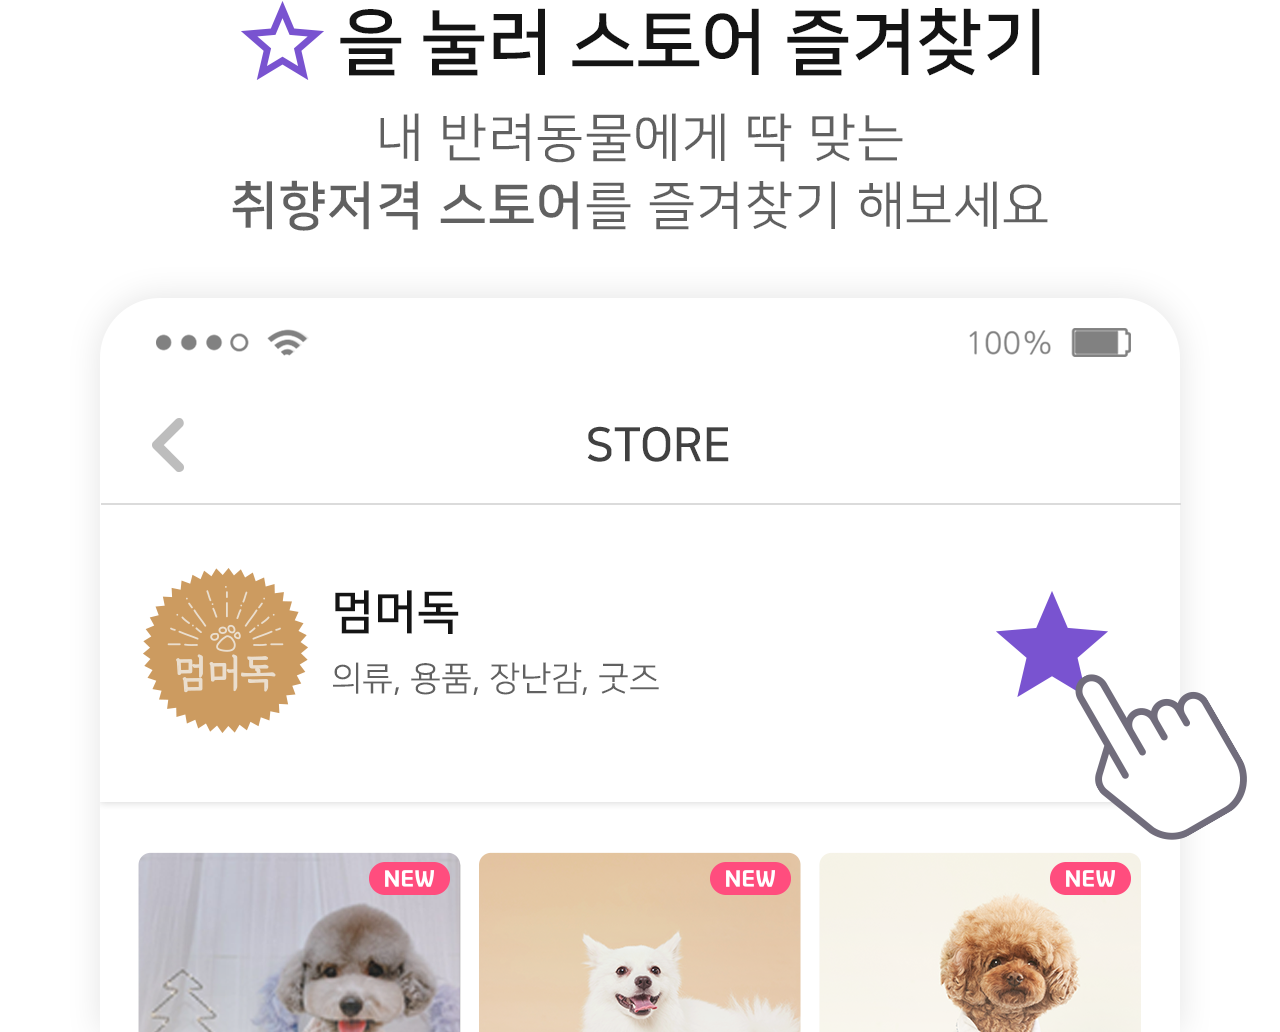 ☆을 눌러 스토어 즐겨찾기
내 반려동물에게 딱 맞는
취향저격 스토어를 즐겨찾기 해보세요
100%
STORE
멈머독
멈머독
의류, 용품, 장난감, 굿즈
NEW NEW NEW